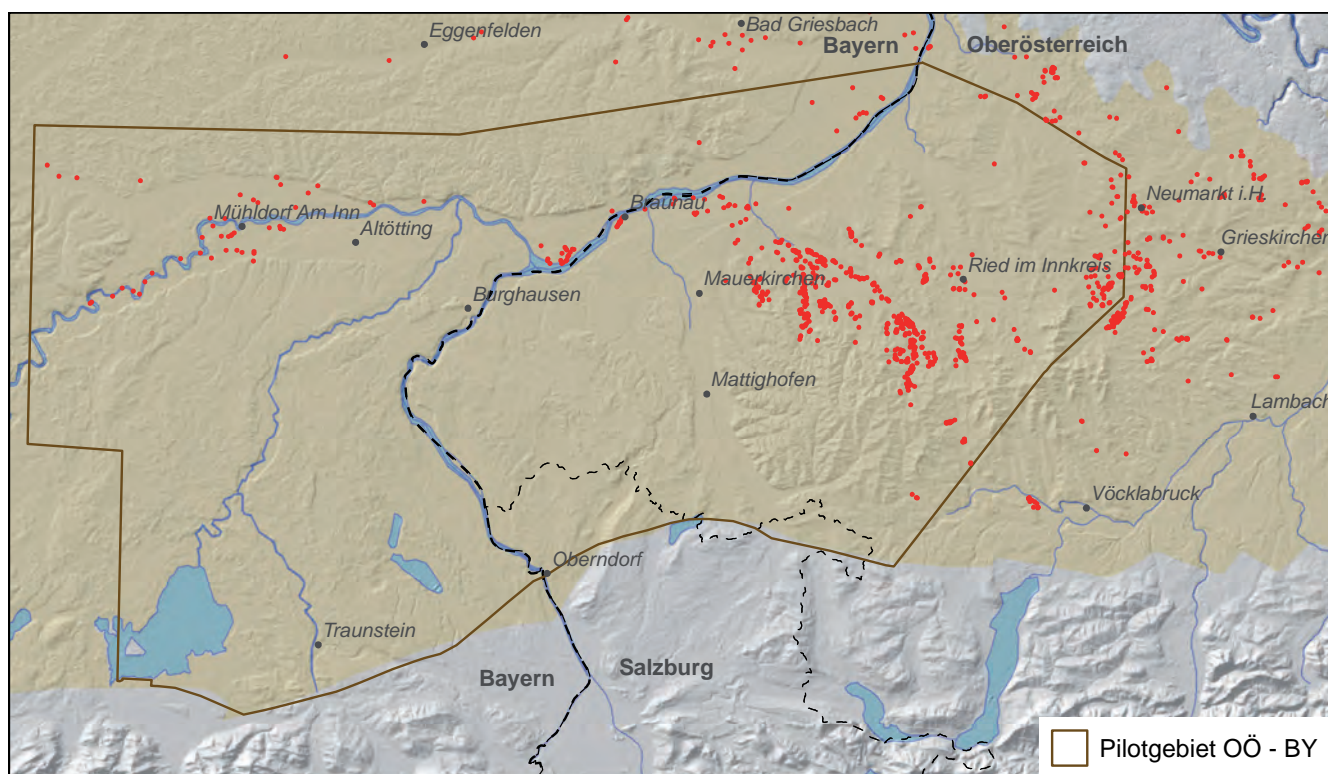 Bad Griesbach
Eggenfelden
Bayern
Oberösterreich
Neumarkt i.H.
Braunau
Mühldorf Am Inn
Altötting
Grieskirchen
Mauerkirchen
Ried im Innkreis
Burghausen
Mattighofen
Lambach
Vöcklabruck
Oberndorf
Traunstein
Bayern
Salzburg
Pilotgebiet OÖ - BY